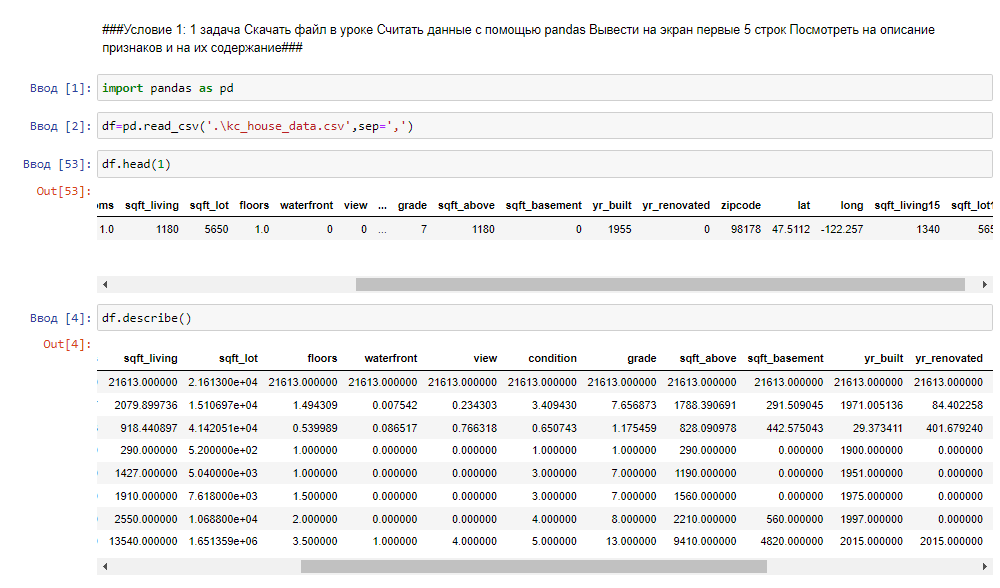 ###Условие 1: 1 задача Скачать файл в уроке Считать данные с помощью pandas Вывести на экран первые 5 строк Посмотреть на описание
признаков и на их содержание###
Ввод [1]: import pandas as pd
Ввод [2]: df=pd.read_csv('.\kc_house_data.csv',sep=',')
Ввод [53]: df.head(1)
Out[53]:
ms sqft_living sqft_lot floors waterfront view ... grade sqft_above sqft_basement yr_built yr_renovated zipcode lat long sqft_living15 sqft_lot1
1.0 1180 5650 1.0 0 0 ... 7 1180 0 1955 0 98178 47.5112 -122.257 1340 565
Ввод [4]: df.describe()
Out[4]:
sqft_living sqft_lot floors waterfront view condition grade sqft_above sqft_basement yr_built yr_renovated
21613.000000 2.161300e+04 21613.000000 21613.000000 21613.000000 21613.000000 21613.000000 21613.000000 21613.000000 21613.000000 21613.000000
2079.899736 1.510697e+04 1.494309 0.007542 0.234303 3.409430 7.656873 1788.390691 291.509045 1971.005136 84.402258
918.440897 4.142051e+04 0.539989 0.086517 0.766318 0.650743 1.175459 828.090978 442.575043 29.373411 401.679240
290.000000 5.200000e+02 1.000000 0.000000 0.000000 1.000000 1.000000 290.000000 0.000000 1900.000000 0.000000
1427.000000 5.040000e+03 1.000000 0.000000 0.000000 3.000000 7.000000 1190.000000 0.000000 1951.000000 0.000000
1910.000000 7.618000e+03 1.500000 0.000000 0.000000 3.000000 7.000000 1560.000000 0.000000 1975.000000 0.000000
2550.000000 1.068800e+04 2.000000 0.000000 0.000000 4.000000 8.000000 2210.000000 560.000000 1997.000000 0.000000
13540.000000 1.651359e+06 3.500000 1.000000 4.000000 5.000000 13.000000 9410.000000 4820.000000 2015.000000 2015.000000